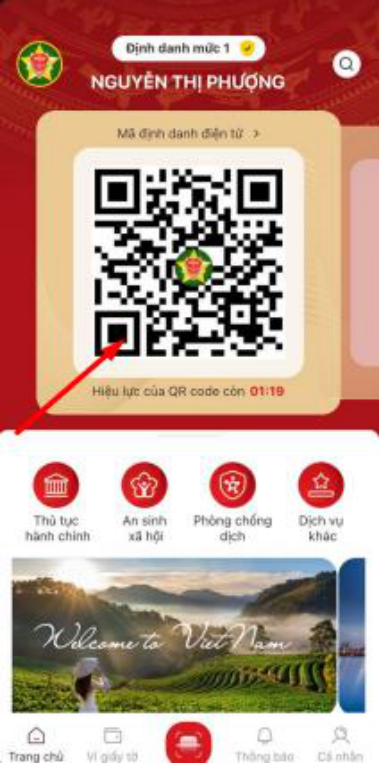 Định danh mức 1
NGUYỄN THỊ PHƯỢNG
Mã định danh điện tử >
Hiệu lực của QR code còn 01:19
Thủ tục
hành chính
An sinh
xã hội
Phòng chống
dịch
Dịch vụ
khác
Welcome to Viet Nam
Trang chủ
Ví giấy tờ
Thông báo
Cá nhân